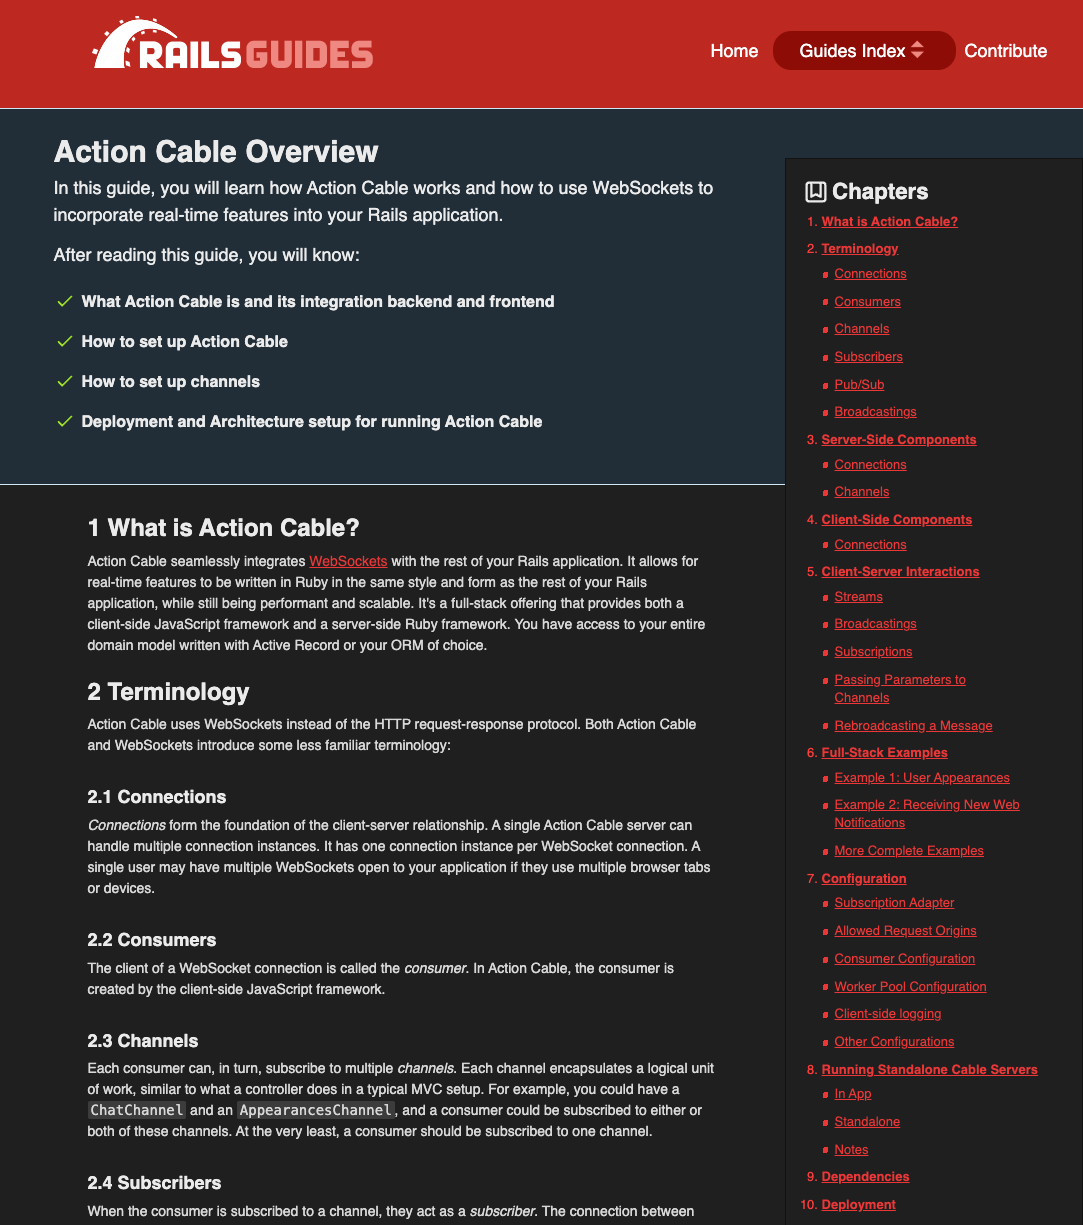 RAILS GUIDES
Home
Guides Index
Contribute
Action Cable Overview
In this guide, you will learn how Action Cable works and how to use WebSockets to
incorporate real-time features into your Rails application.
After reading this guide, you will know:
What Action Cable is and its integration backend and frontend
How to set up Action Cable
How to set up channels
Deployment and Architecture setup for running Action Cable
1 What is Action Cable?
Action Cable seamlessly integrates WebSockets with the rest of your Rails application. It allows for
real-time features to be written in Ruby in the same style and form as the rest of your Rails
application, while still being performant and scalable. It's a full-stack offering that provides both a
client-side JavaScript framework and a server-side Ruby framework. You have access to your entire
domain model written with Active Record or your ORM of choice.
2 Terminology
Action Cable uses WebSockets instead of the HTTP request-response protocol. Both Action Cable
and WebSockets introduce some less familiar terminology:
2.1 Connections
Connections form the foundation of the client-server relationship. A single Action Cable server can
handle multiple connection instances. It has one connection instance per WebSocket connection. A
single user may have multiple WebSockets open to your application if they use multiple browser tabs
or devices.
2.2 Consumers
The client of a WebSocket connection is called the consumer. In Action Cable, the consumer is
created by the client-side JavaScript framework.
2.3 Channels
Each consumer can, in turn, subscribe to multiple channels. Each channel encapsulates a logical unit
of work, similar to what a controller does in a typical MVC setup. For example, you could have a
ChatChannel and an AppearancesChannel, and a consumer could be subscribed to either or
both of these channels. At the very least, a consumer should be subscribed to one channel.
2.4 Subscribers
When the consumer is subscribed to a channel, they act as a subscriber. The connection between
Chapters
1. What is Action Cable?
2. Terminology
Connections
Consumers
Channels
Subscribers
Pub/Sub
Broadcastings
3. Server-Side Components
Connections
Channels
4. Client-Side Components
Connections
5. Client-Server Interactions
Streams
Broadcastings
Subscriptions
Passing Parameters to
Channels
Rebroadcasting a Message
6. Full-Stack Examples
Example 1: User Appearances
Example 2: Receiving New Web
Notifications
More Complete Examples
7. Configuration
Subscription Adapter
Allowed Request Origins
Consumer Configuration
Worker Pool Configuration
Client-side logging
Other Configurations
8. Running Standalone Cable Servers
In App
Standalone
Notes
9. Dependencies
10. Deployment